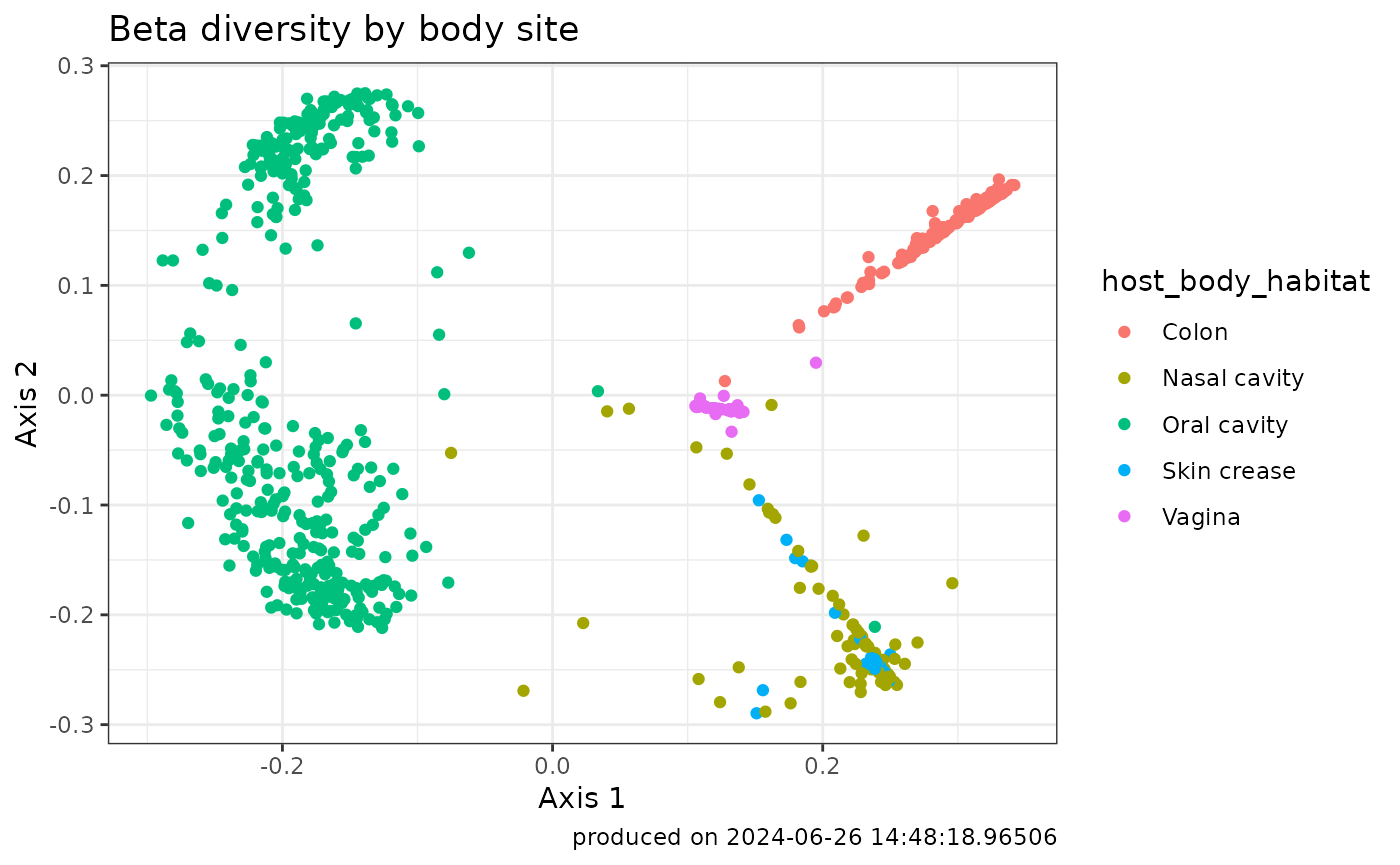 Beta diversity by body site
0.3
0.2
0.1
0.0
-0.1
-0.2
-0.3
Axis 2
-0.2
0.0
0.2
Axis 1
host_body_habitat
Colon
Nasal cavity
Oral cavity
Skin crease
Vagina
produced on 2024-06-26 14:48:18.96506